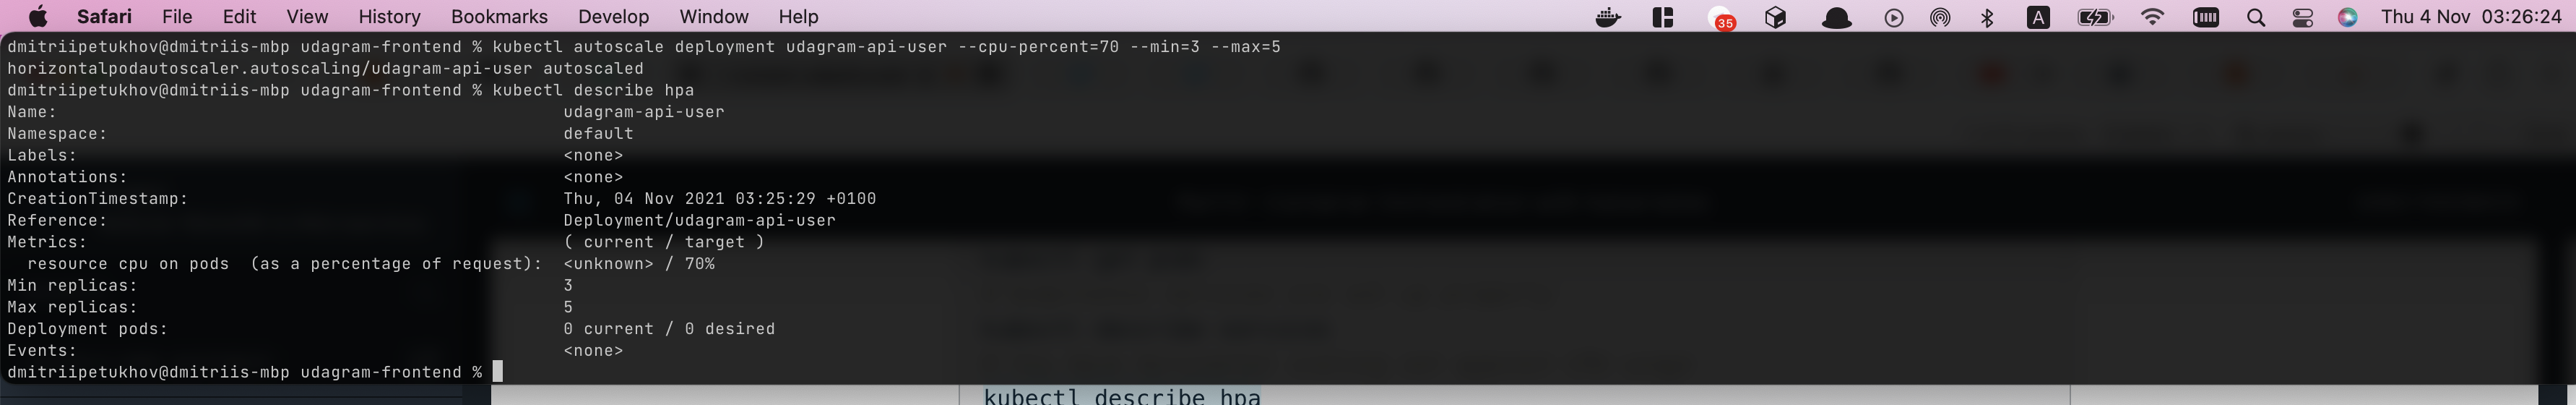 Safari File Edit View History Bookmarks Develop Window Help 35 A Thu 4 Nov 03:26:24
dmitriipetukhov@dmitriis-mbp udagram-frontend % kubectl autoscale deployment udagram-api-user --cpu-percent=70 --min=3 --max=5
horizontalpodautoscaler.autoscaling/udagram-api-user autoscaled
dmitriipetukhov@dmitriis-mbp udagram-frontend % kubectl describe hpa
Name: udagram-api-user
Namespace: default
Labels: <none>
Annotations: <none>
CreationTimestamp: Thu, 04 Nov 2021 03:25:29 +0100
Reference: Deployment/udagram-api-user
Metrics: ( current / target )
resource cpu on pods (as a percentage of request): <unknown> / 70%
Min replicas: 3
Max replicas: 5
Deployment pods: 0 current / 0 desired
Events: <none>
dmitriipetukhov@dmitriis-mbp udagram-frontend %
kubectl describe hpa